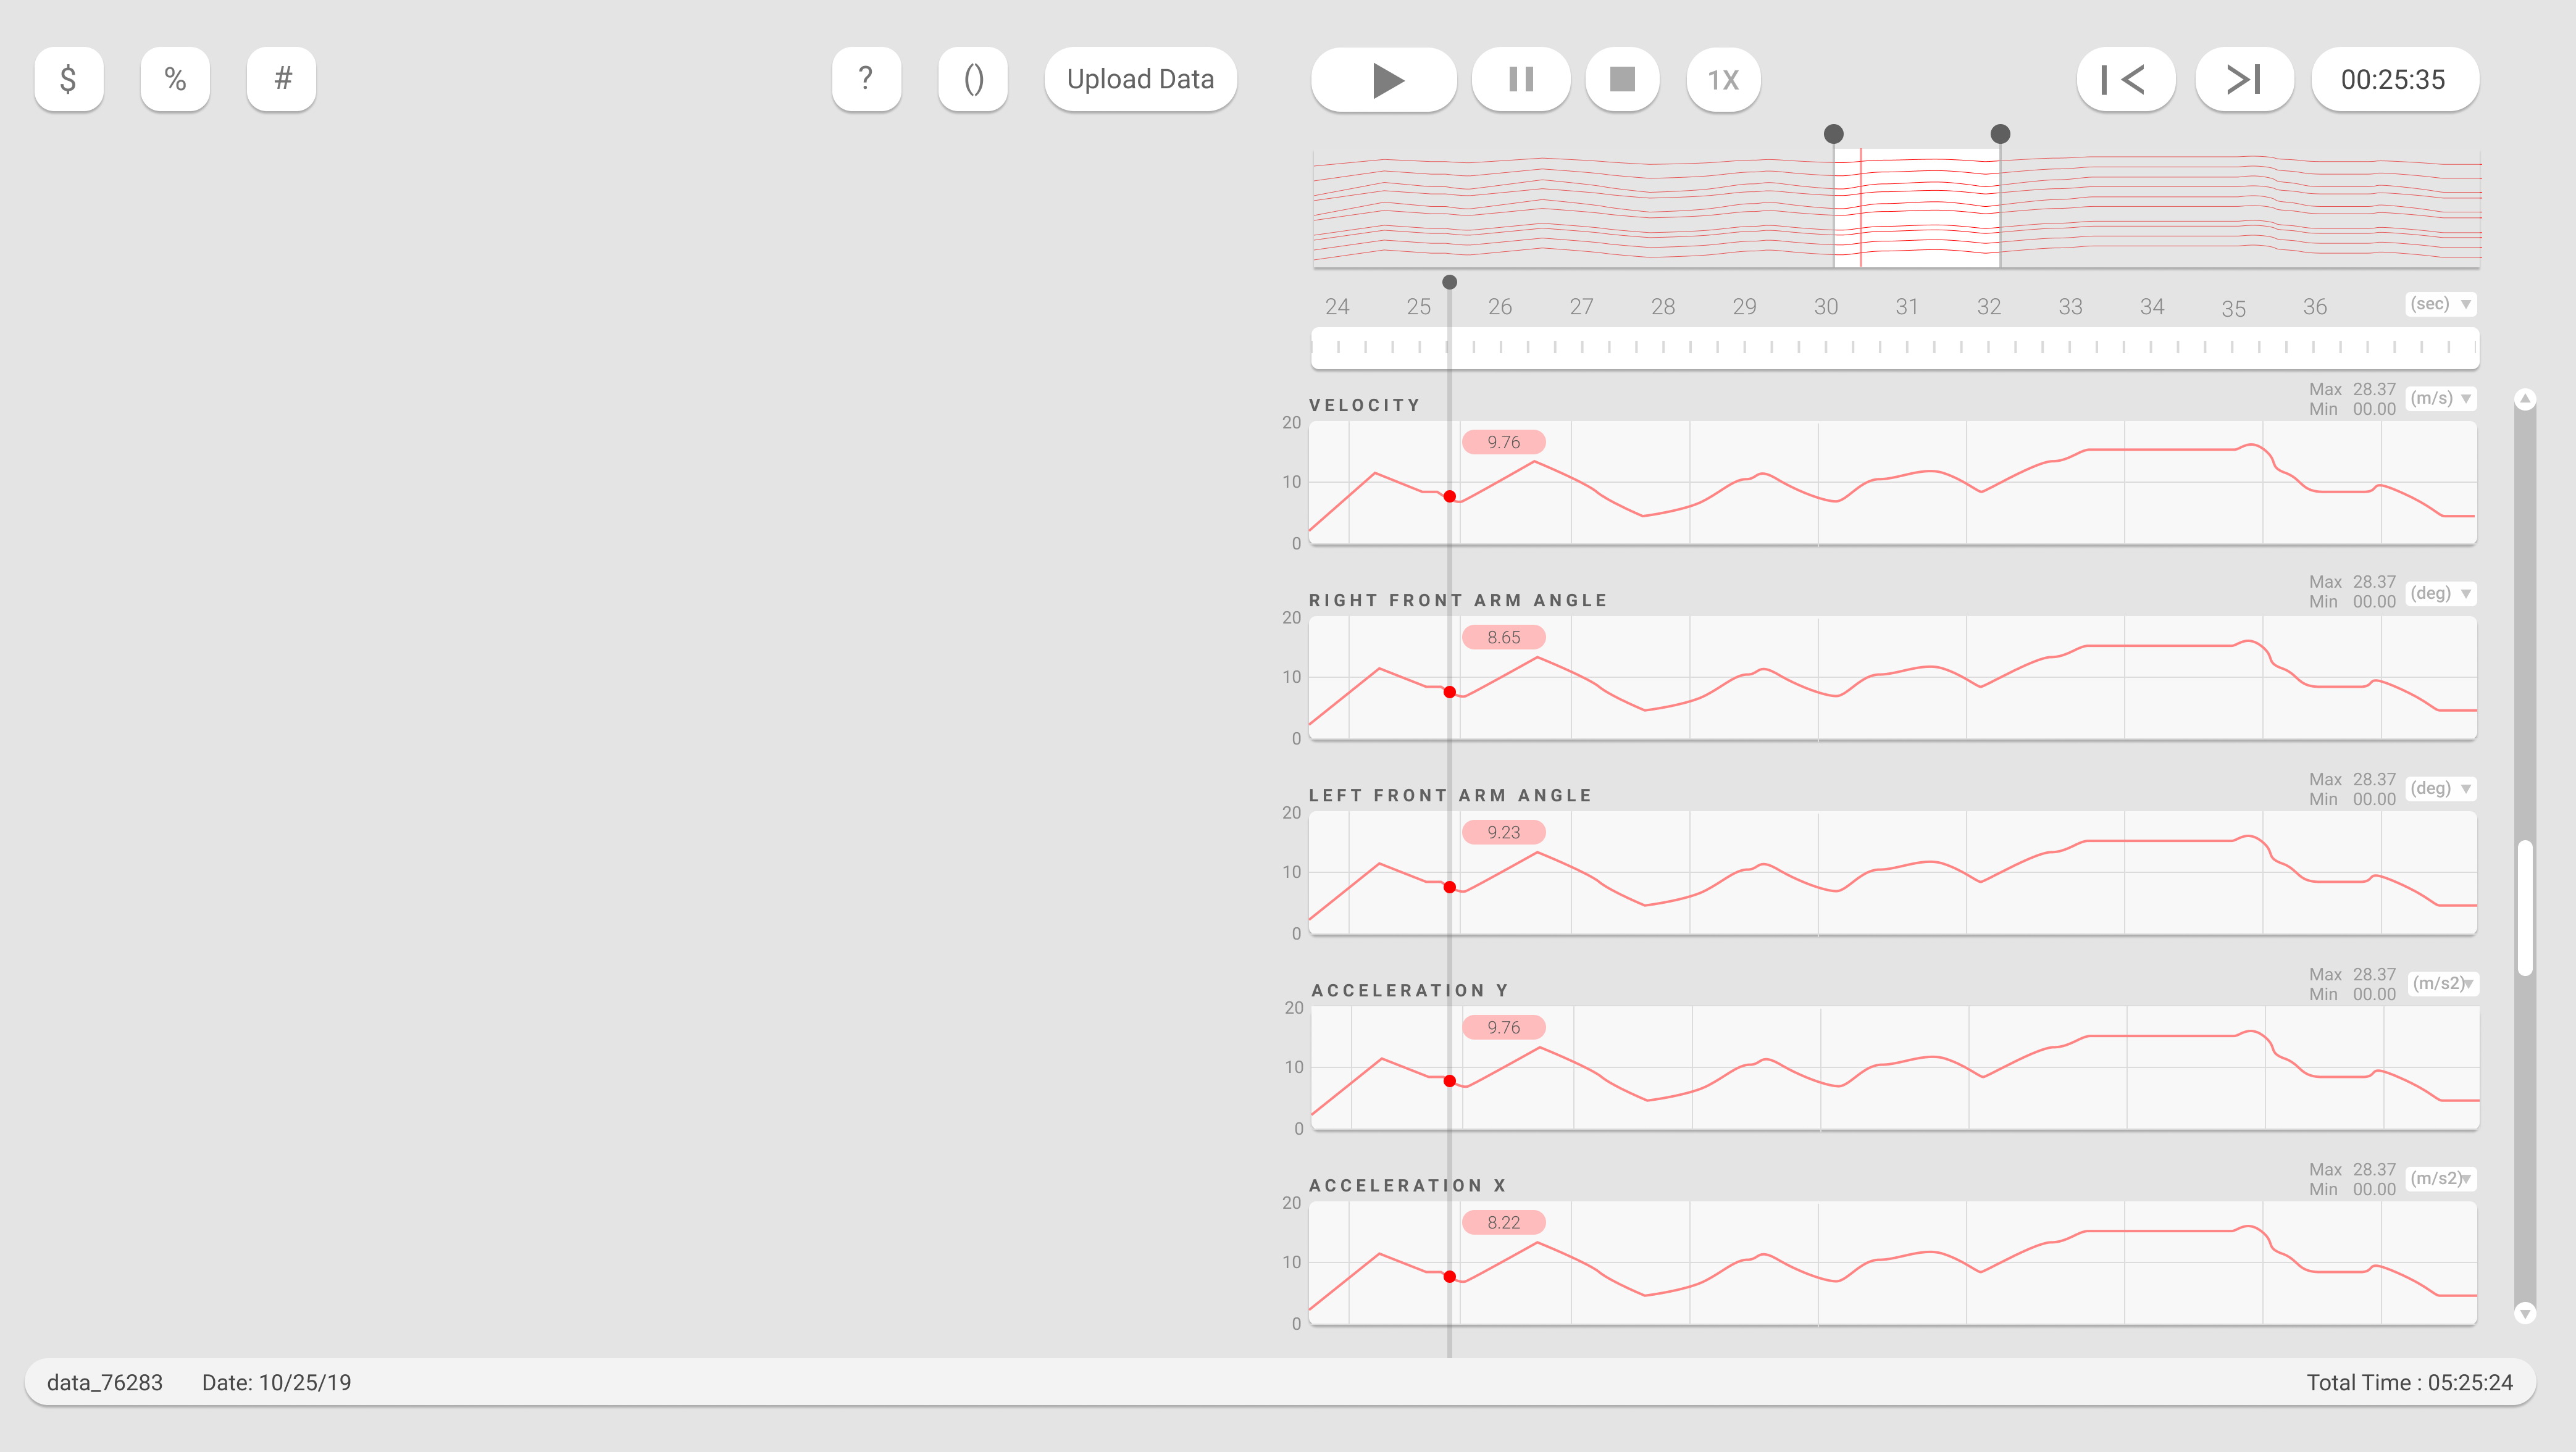 $ % # ? () Upload Data 1X 00:25:35
24 25 26 27 28 29 30 31 32 33 34 35 36 (sec)
VELOCITY
Max 28.37
Min 00.00
(m/s)
20
9.76
10
0
RIGHT FRONT ARM ANGLE
Max 28.37
Min 00.00
(deg)
20
8.65
10
0
LEFT FRONT ARM ANGLE
Max 28.37
Min 00.00
(deg)
20
9.23
10
0
ACCELERATION Y
Max 28.37
Min 00.00
(m/s2)
20
9.76
10
0
ACCELERATION X
Max 28.37
Min 00.00
(m/s2)
20
8.22
10
0
data_76283 Date: 10/25/19 Total Time : 05:25:24